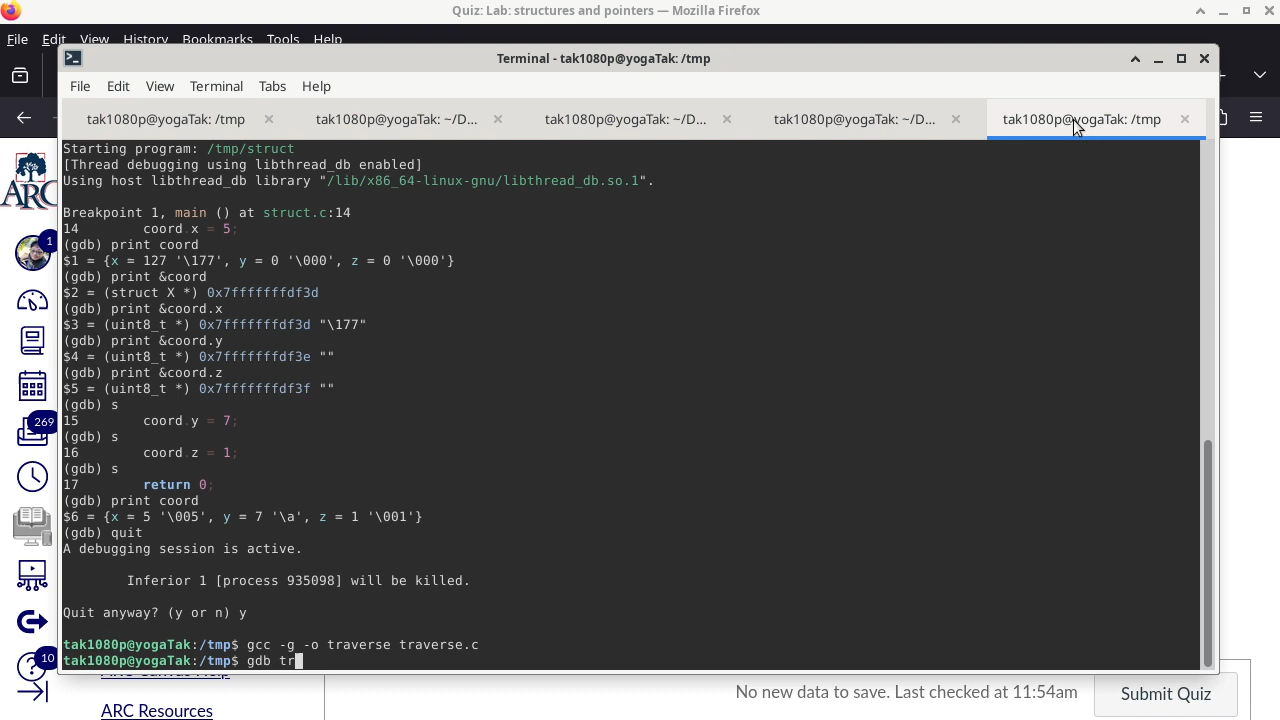 Quiz: Lab: structures and pointers — Mozilla Firefox
File Edit View History Bookmarks Tools Help
Terminal - tak1080p@yogaTak: /tmp
File Edit View Terminal Tabs Help
tak1080p@yogaTak: /tmp
tak1080p@yogaTak: ~/D...
tak1080p@yogaTak: ~/D...
tak1080p@yogaTak: ~/D...
tak1080p@yogaTak: /tmp
Starting program: /tmp/struct
[Thread debugging using libthread_db enabled]
Using host libthread_db library "/lib/x86_64-linux-gnu/libthread_db.so.1".
Breakpoint 1, main () at struct.c:14
14 coord.x = 5;
(gdb) print coord
$1 = {x = 127 '\177', y = 0 '\000', z = 0 '\000'}
(gdb) print &coord
$2 = (struct X *) 0x7fffffffdf3d
(gdb) print &coord.x
$3 = (uint8_t *) 0x7fffffffdf3d "\177"
(gdb) print &coord.y
$4 = (uint8_t *) 0x7fffffffdf3e ""
(gdb) print &coord.z
$5 = (uint8_t *) 0x7fffffffdf3f ""
(gdb) s
15 coord.y = 7;
(gdb) s
16 coord.z = 1;
(gdb) s
17 return 0;
(gdb) print coord
$6 = {x = 5 '\005', y = 7 '\a', z = 1 '\001'}
(gdb) quit
A debugging session is active.
Inferior 1 [process 935098] will be killed.
Quit anyway? (y or n) y
tak1080p@yogaTak:/tmp$ gcc -g -o traverse traverse.c
tak1080p@yogaTak:/tmp$ gdb tr
ARC
1
269
10
ARC Resources
No new data to save. Last checked at 11:54am
Submit Quiz